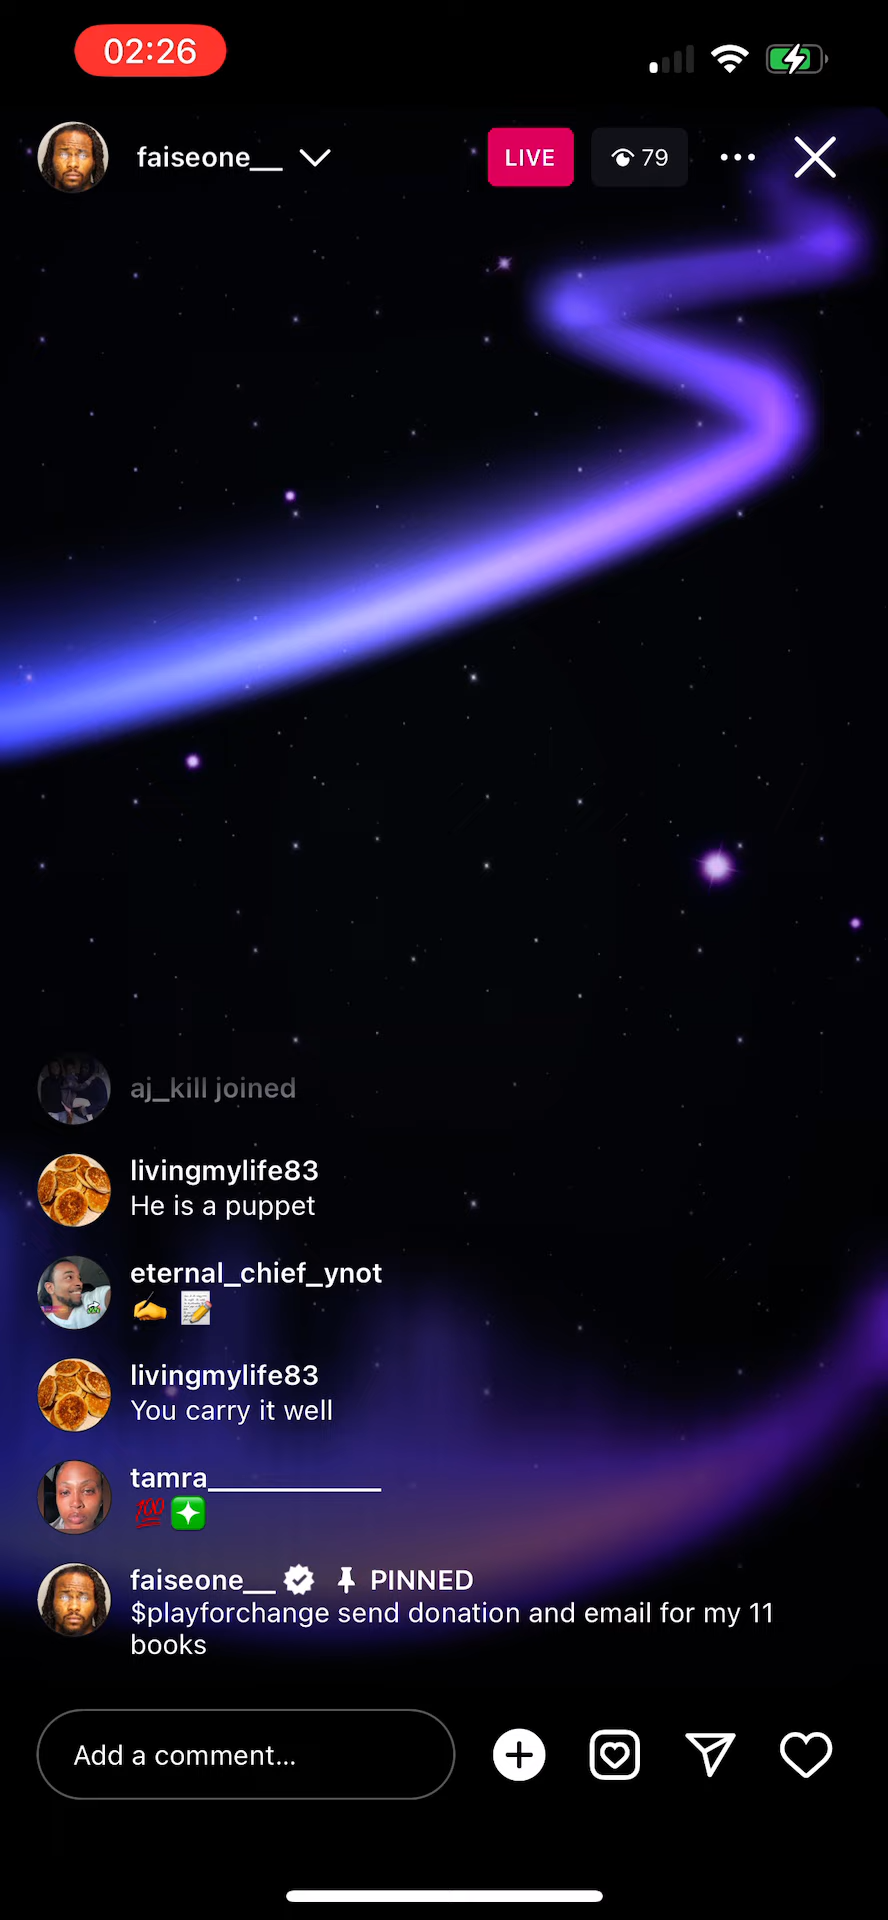 02:26
faiseone__
LIVE
79
aj_kill joined
livingmylife83
He is a puppet
eternal_chief_ynot
✍️ 📝
livingmylife83
You carry it well
tamra____________
💯❇️
faiseone__ PINNED
$playforchange send donation and email for my 11
books
Add a comment...